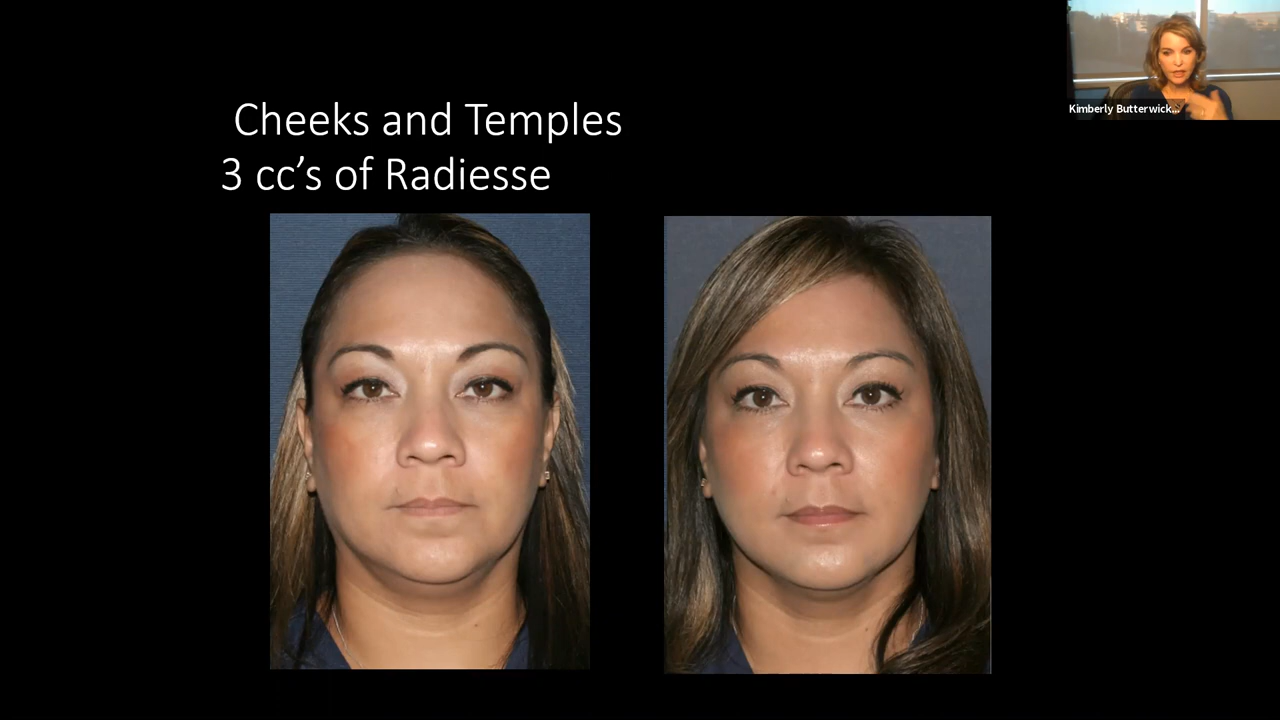 Cheeks and Temples
3 cc’s of Radiesse
Kimberly Butterwick...